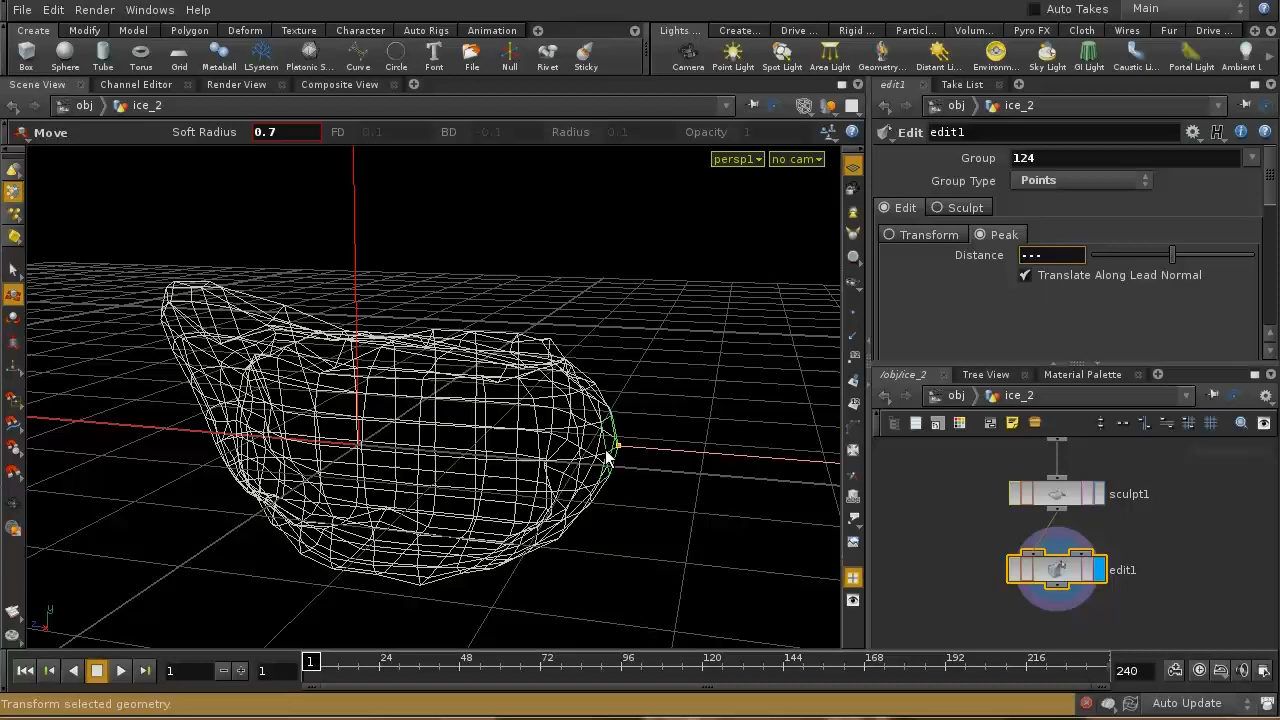 File Edit Render Windows Help
Auto Takes Main
Create Modify Model Polygon Deform Texture Character Auto Rigs Animation
Lights ... Create... Drive ... Rigid ... Particl... Volum... Pyro FX Cloth Wires Fur Drive ...
Box Sphere Tube Torus Grid Metaball LSystem Platonic S... Curve Circle Font File Null Rivet Sticky
Camera Point Light Spot Light Area Light Geometry... Distant Li... Environm... Sky Light GI Light Caustic Li... Portal Light Ambient L
Scene View Channel Editor Render View Composite View
edit1 Take List
obj ice_2
obj ice_2
Move Soft Radius 0.7 FD 0.1 BD -0.1 Radius 0.1 Opacity 1
Edit edit1
persp1 no cam
Group 124
Group Type Points
Edit Sculpt
Transform Peak
Distance ---
Translate Along Lead Normal
/obj/ice_2 Tree View Material Palette
obj ice_2
sculpt1
edit1
y
z
1 1 1 24 48 72 96 120 144 168 192 216 240
Transform selected geometry
Auto Update